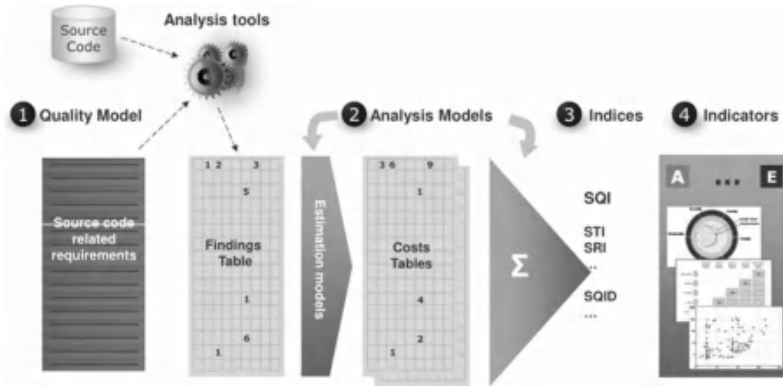 Source
Code
Analysis tools
1 Quality Model
2 Analysis Models
3 Indices
4 Indicators
Source code
related
requirements
1 2 3
5
Findings
Table
1
6
1
Estimation models
3 6 9
1
Costs
Tables
4
2
1
Σ
SQI
STI
SRI
...
SQID
...
A ... E